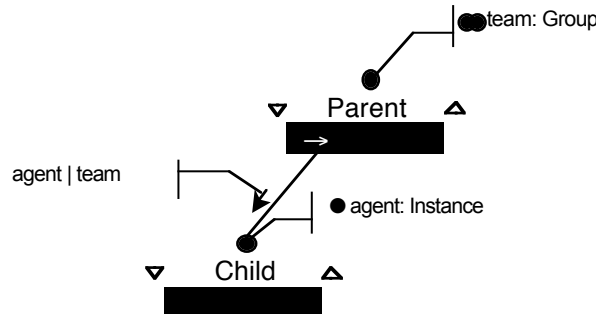 team: Group
Parent
agent | team
agent: Instance
Child